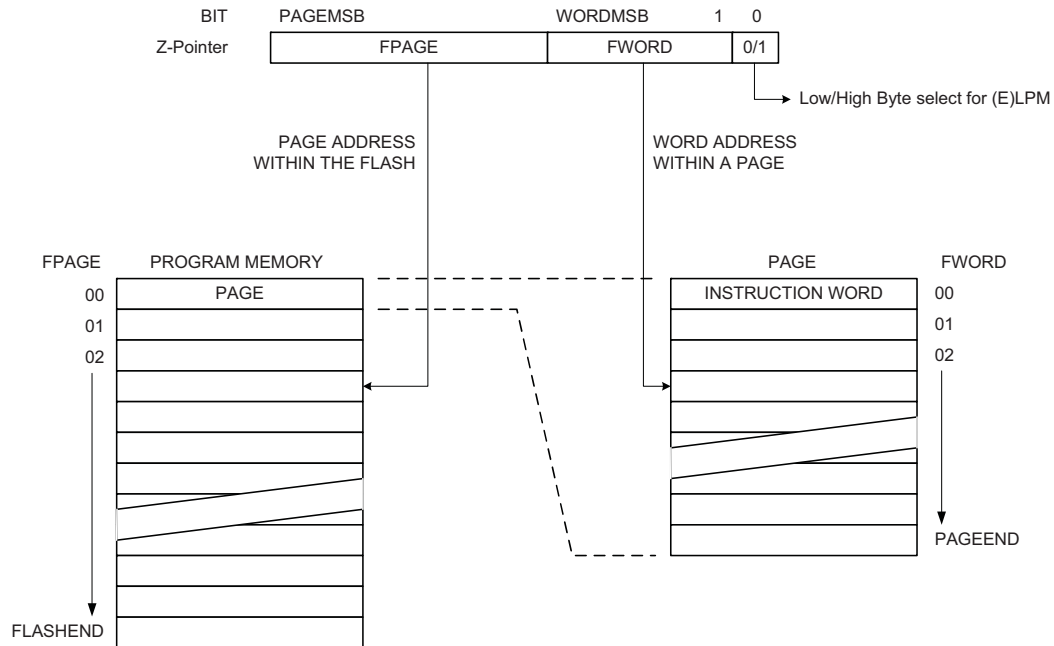 BIT PAGEMSB WORDMSB 1 0
Z-Pointer FPAGE FWORD 0/1
Low/High Byte select for (E)LPM
PAGE ADDRESS
WITHIN THE FLASH
WORD ADDRESS
WITHIN A PAGE
FPAGE PROGRAM MEMORY
00 PAGE
01
02
FLASHEND
PAGE FWORD
INSTRUCTION WORD 00
01
02
PAGEEND